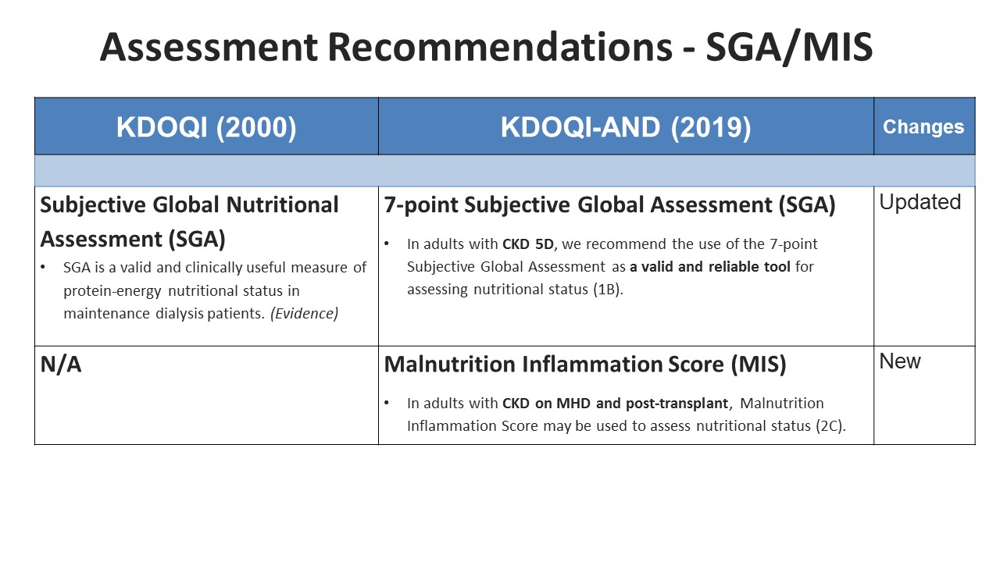 Assessment Recommendations - SGA/MIS
KDOQI (2000)
KDOQI-AND (2019)
Changes
Subjective Global Nutritional
Assessment (SGA)
• SGA is a valid and clinically useful measure of
protein-energy nutritional status in
maintenance dialysis patients. (Evidence)
7-point Subjective Global Assessment (SGA)
• In adults with CKD 5D, we recommend the use of the 7-point
Subjective Global Assessment as a valid and reliable tool for
assessing nutritional status (1B).
Updated
N/A
Malnutrition Inflammation Score (MIS)
• In adults with CKD on MHD and post-transplant, Malnutrition
Inflammation Score may be used to assess nutritional status (2C).
New